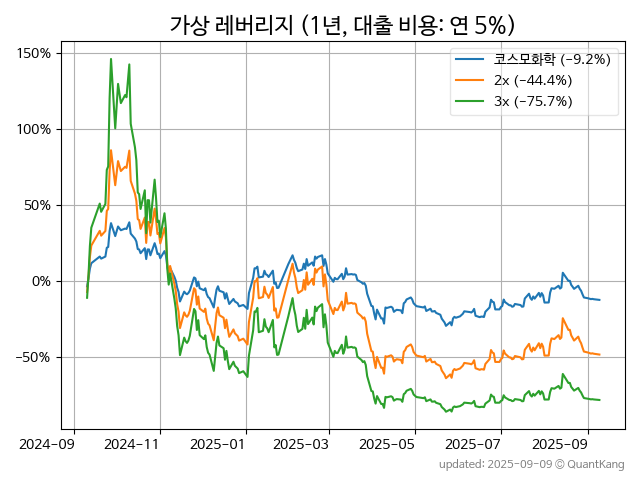 가상 레버리지 (1년, 대출 비용: 연 5%)
코스모화학 (−9.2%)
2x (−44.4%)
3x (−75.7%)
150%
100%
50%
0%
−50%
2024−09 2024−11 2025−01 2025−03 2025−05 2025−07 2025−09
updated: 2025−09−09 © QuantKang